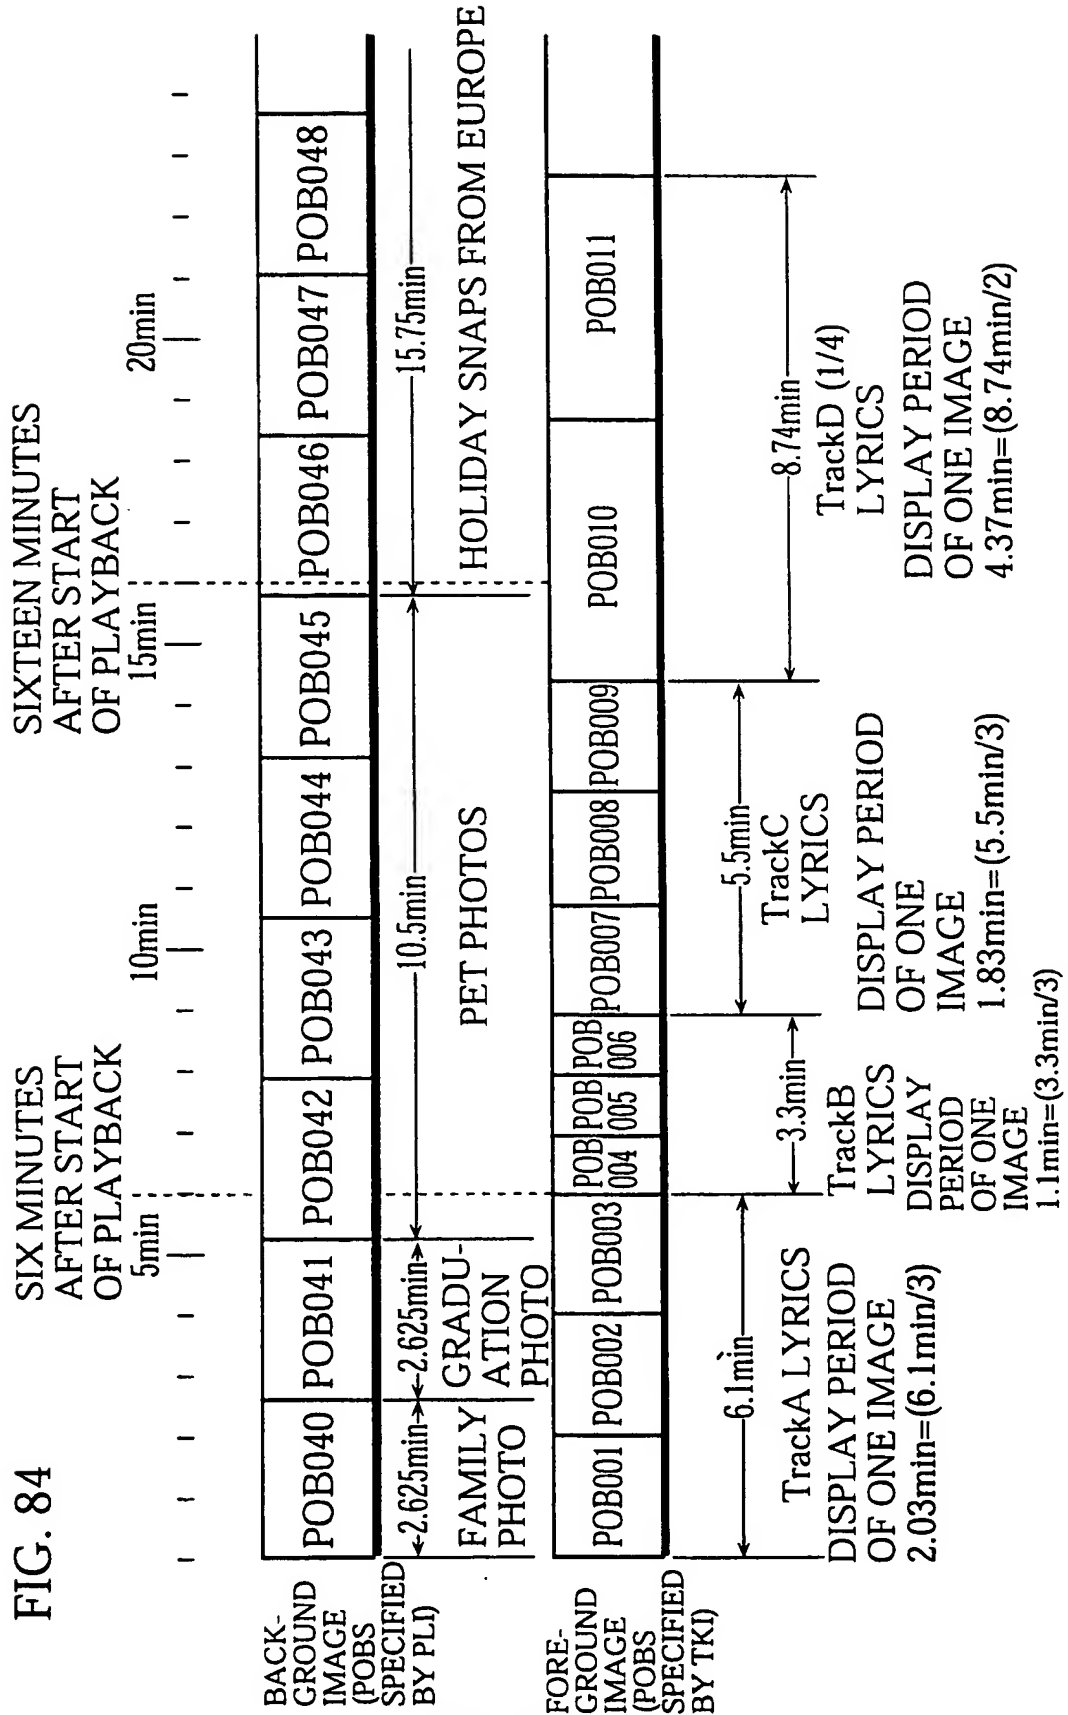 FIG. 84
SIX MINUTES
AFTER START
OF PLAYBACK
SIXTEEN MINUTES
AFTER START
OF PLAYBACK
5min
10min
15min
20min
BACK-
GROUND
IMAGE
(POBS
SPECIFIED
BY PLI)
POB040
POB041
POB042
POB043
POB044
POB045
POB046
POB047
POB048
2.625min
2.625min
10.5min
15.75min
FAMILY
PHOTO
GRADU-
ATION
PHOTO
PET PHOTOS
HOLIDAY SNAPS FROM EUROPE
FORE-
GROUND
IMAGE
(POBS
SPECIFIED
BY TKI)
POB001
POB002
POB003
POB
004
POB
005
POB
006
POB007
POB008
POB009
POB010
POB011
6.1min
3.3min
5.5min
8.74min
TrackA LYRICS
DISPLAY PERIOD
OF ONE IMAGE
2.03min=(6.1min/3)
TrackB
LYRICS
DISPLAY
PERIOD
OF ONE
IMAGE
1.1min=(3.3min/3)
TrackC
LYRICS
DISPLAY PERIOD
OF ONE
IMAGE
1.83min=(5.5min/3)
TrackD (1/4)
LYRICS
DISPLAY PERIOD
OF ONE IMAGE
4.37min=(8.74min/2)